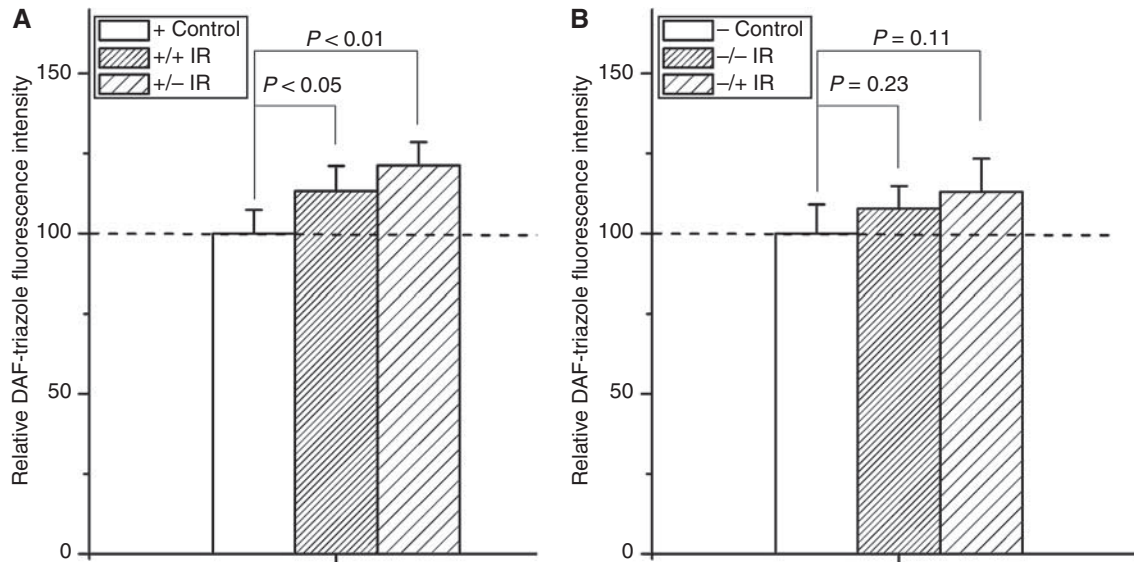 A
+ Control
+/+ IR
+/– IR
P < 0.01
P < 0.05
150
100
50
0
Relative DAF-triazole fluorescence intensity
B
– Control
–/– IR
–/+ IR
P = 0.11
P = 0.23
150
100
50
0
Relative DAF-triazole fluorescence intensity